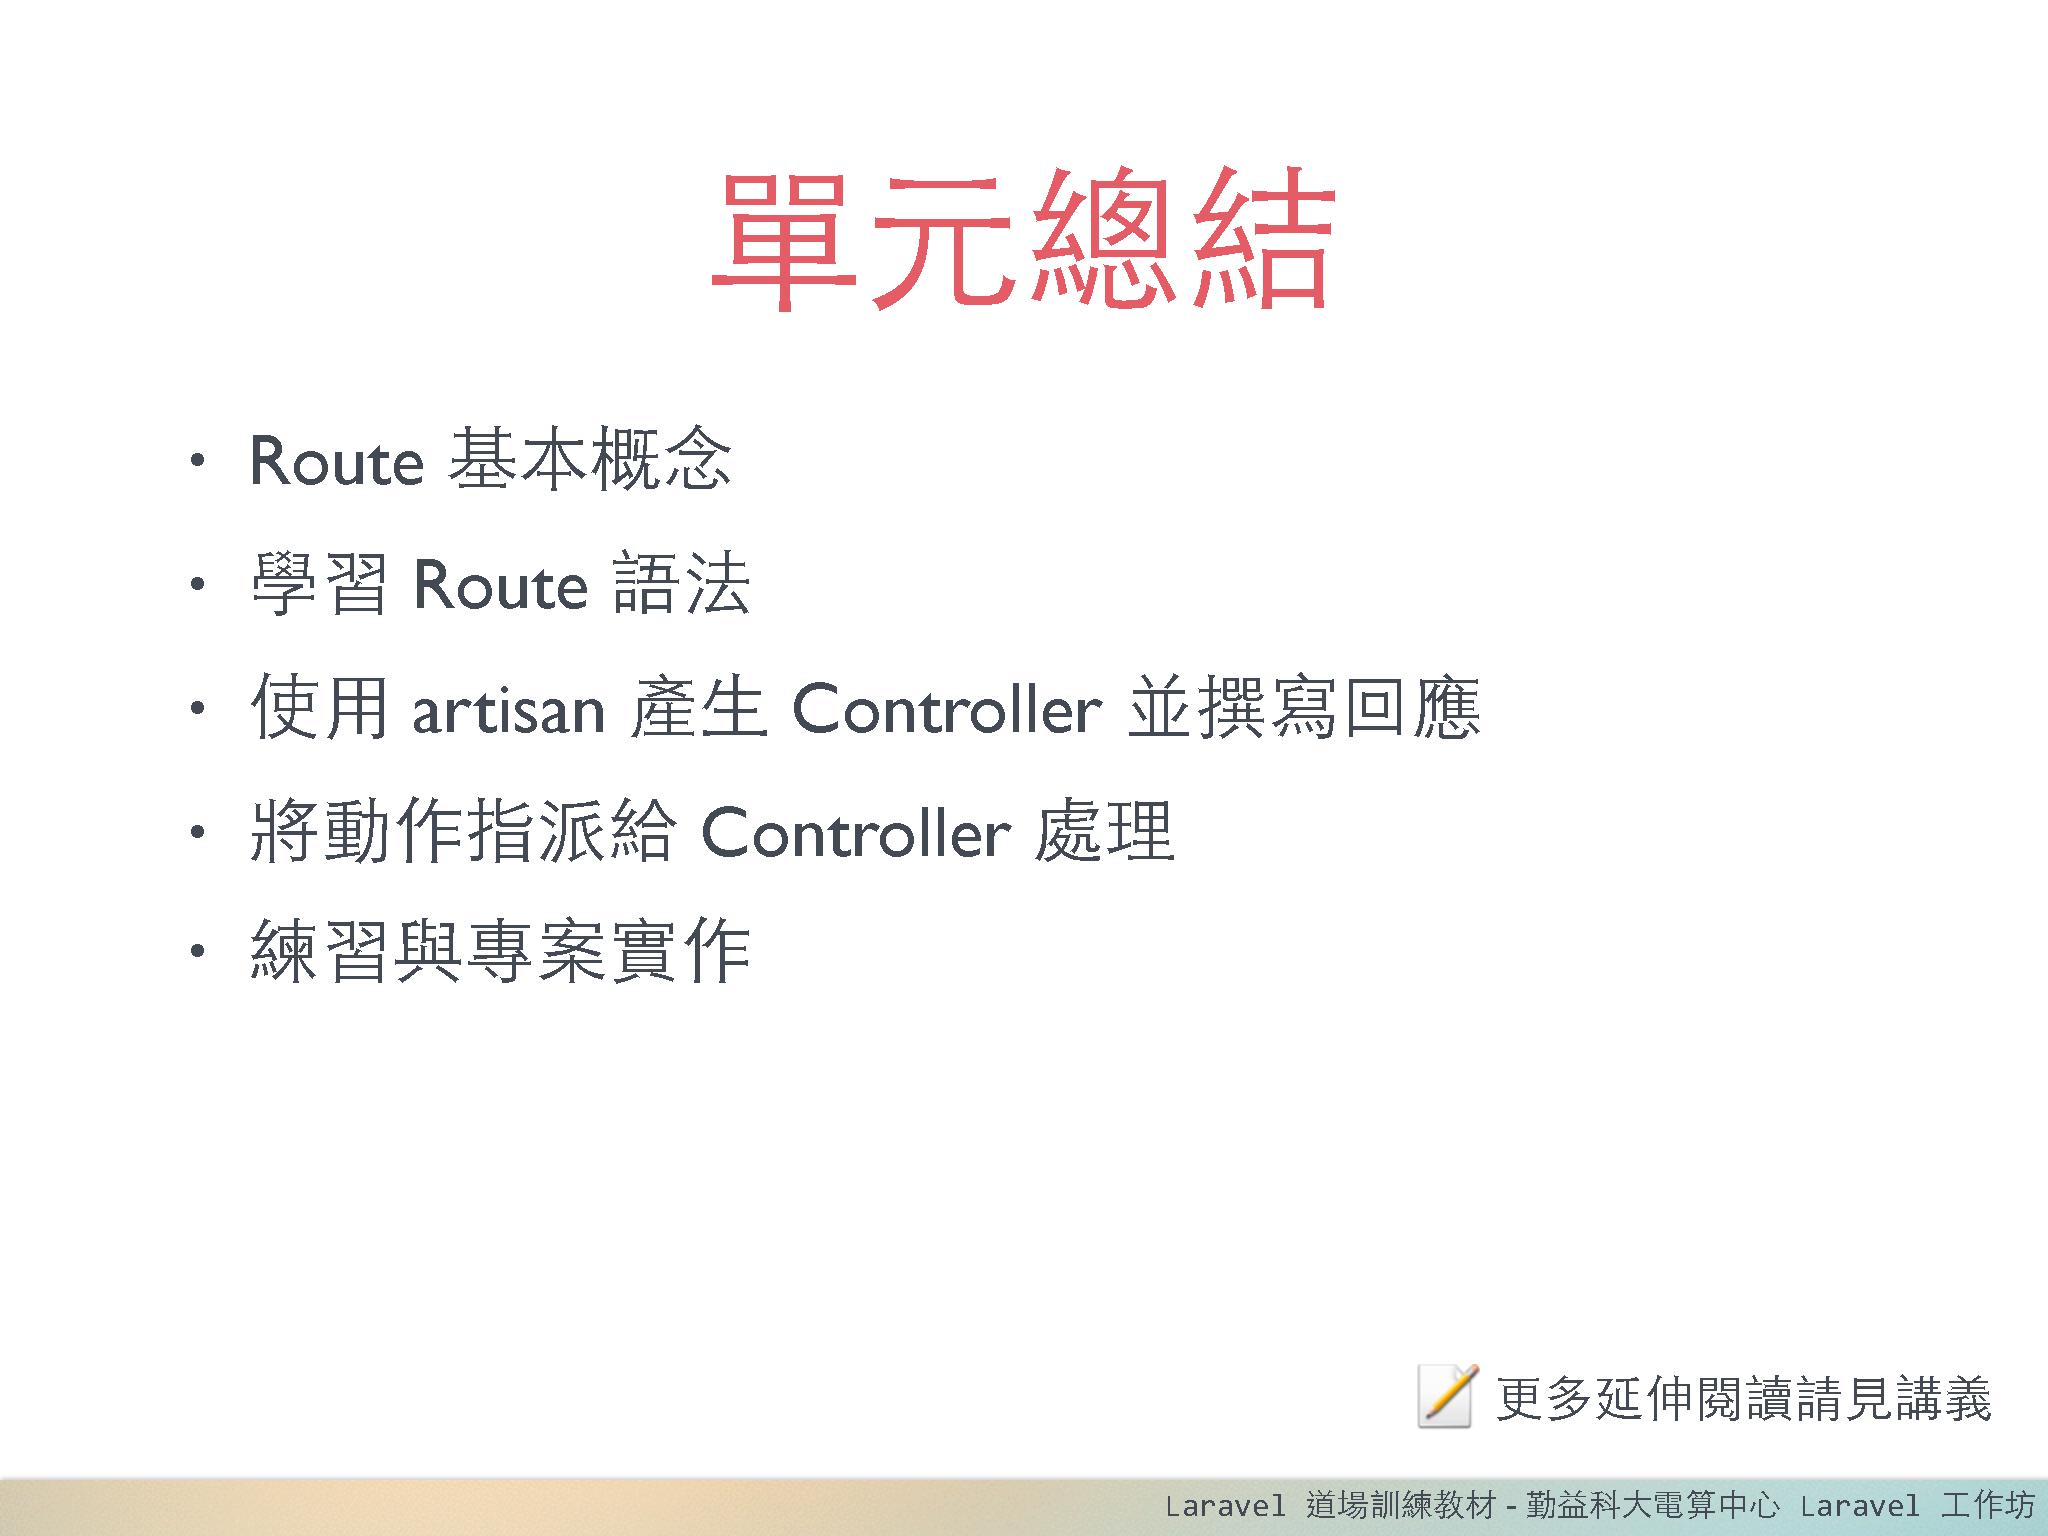 單元總結
• Route 基本概念
• 學習 Route 語法
• 使用 artisan 產生 Controller 並撰寫回應
• 將動作指派給 Controller 處理
• 練習與專案實作
更多延伸閱讀請見講義
Laravel 道場訓練教材 - 勤益科大電算中心 Laravel 工作坊